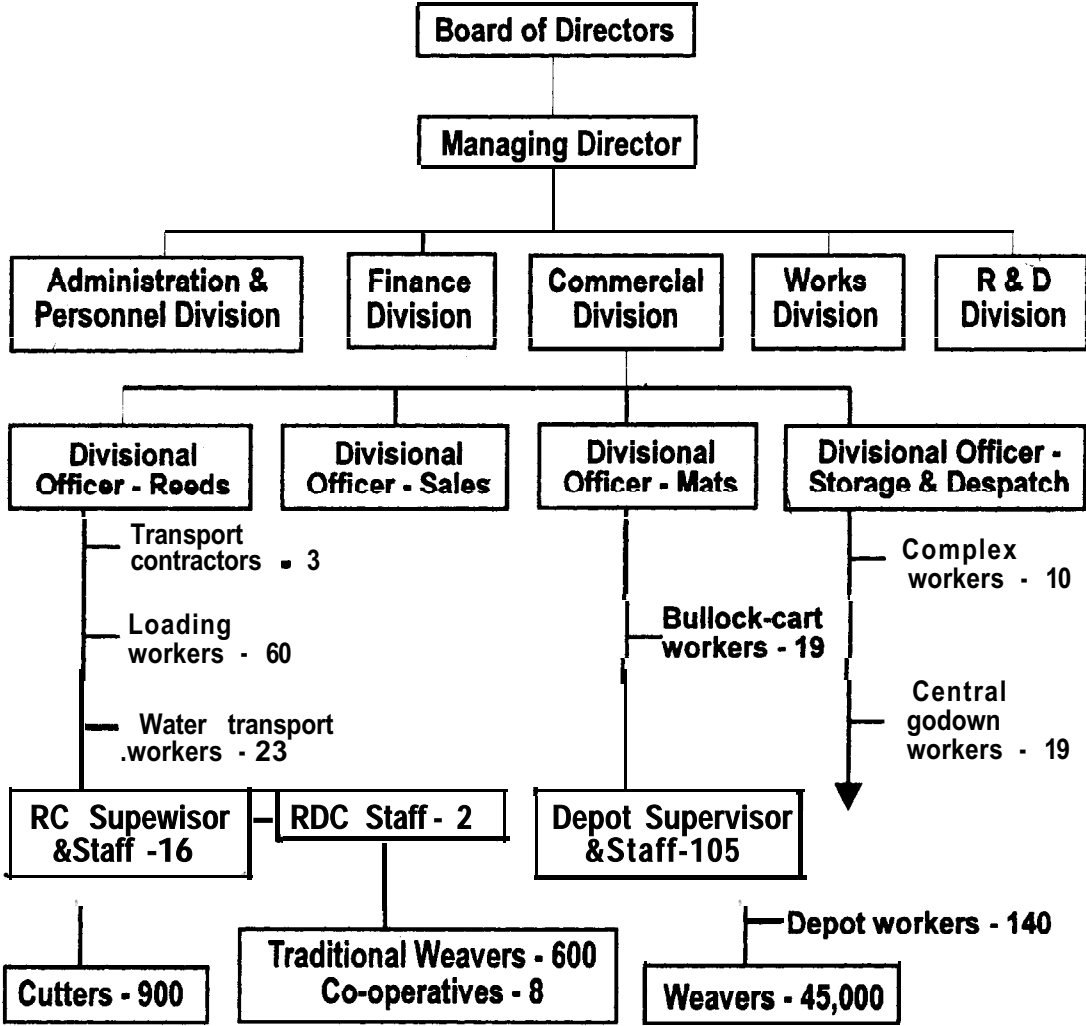 Board of Directors
Managing Director
Administration &
Personnel Division
Finance
Division
Commercial
Division
Works
Division
R & D
Division
Divisional
Officer - Reeds
Divisional
Officer - Sales
Divisional
Officer - Mats
Divisional Officer -
Storage & Despatch
Transport
contractors - 3
Loading
workers - 60
Water transport
.workers - 23
Bullock-cart
workers - 19
Complex
workers - 10
Central
godown
workers - 19
RC Supewisor
&Staff -16
RDC Staff - 2
Depot Supervisor
&Staff-105
Cutters - 900
Traditional Weavers - 600
Co-operatives - 8
Depot workers - 140
Weavers - 45,000